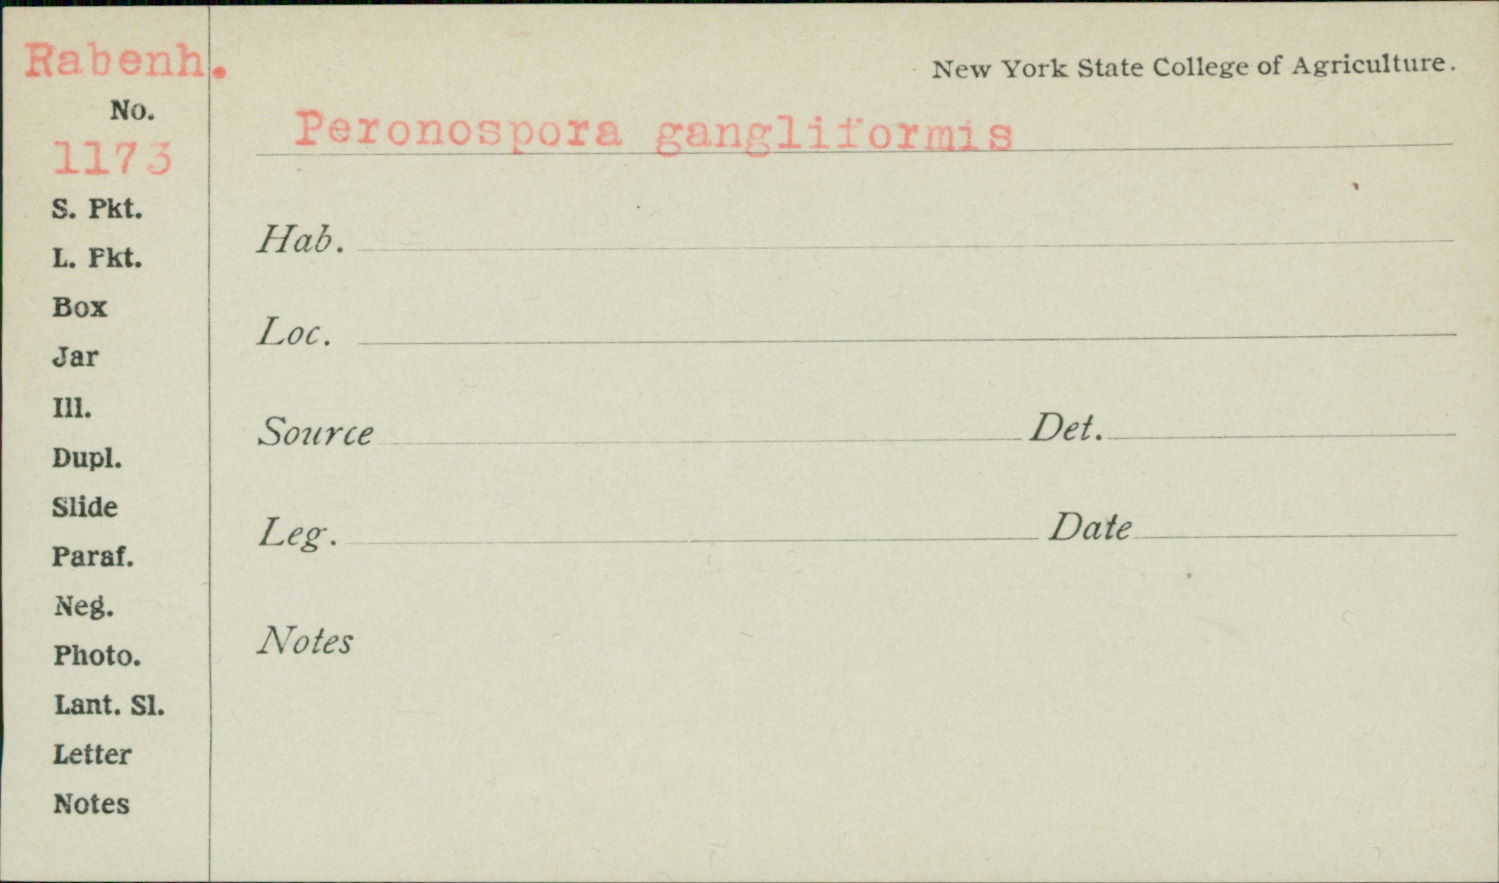 Rabenh.
No.
1173
S. Pkt.
L. Pkt.
Box
Jar
Ill.
Dupl.
Slide
Paraf.
Neg.
Photo.
Lant. Sl.
Letter
Notes
New York State College of Agriculture.
Peronospora gangliformis
Hab.
Loc.
Source Det.
Leg. Date
Notes